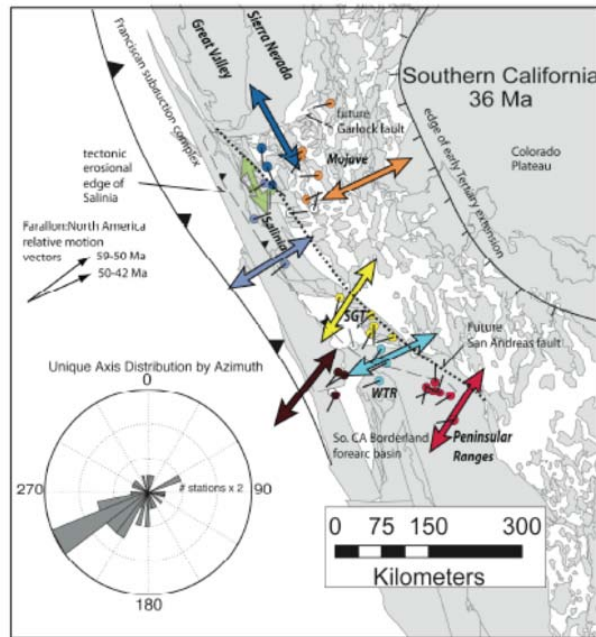 Franciscan subduction complex
Great Valley
Sierra Nevada
Southern California
36 Ma
future
Garlock fault
Mojave
edge of early Tertiary extension
Colorado
Plateau
tectonic
erosional
edge of
Salinia
Salinia
Farallon:North America
relative motion
vectors
59-50 Ma
50-42 Ma
SGT
Future
San Andreas fault
WTR
So. CA Borderland
forearc basin
Peninsular
Ranges
Unique Axis Distribution by Azimuth
0
# stations x 2
270
90
180
0 75 150 300
Kilometers